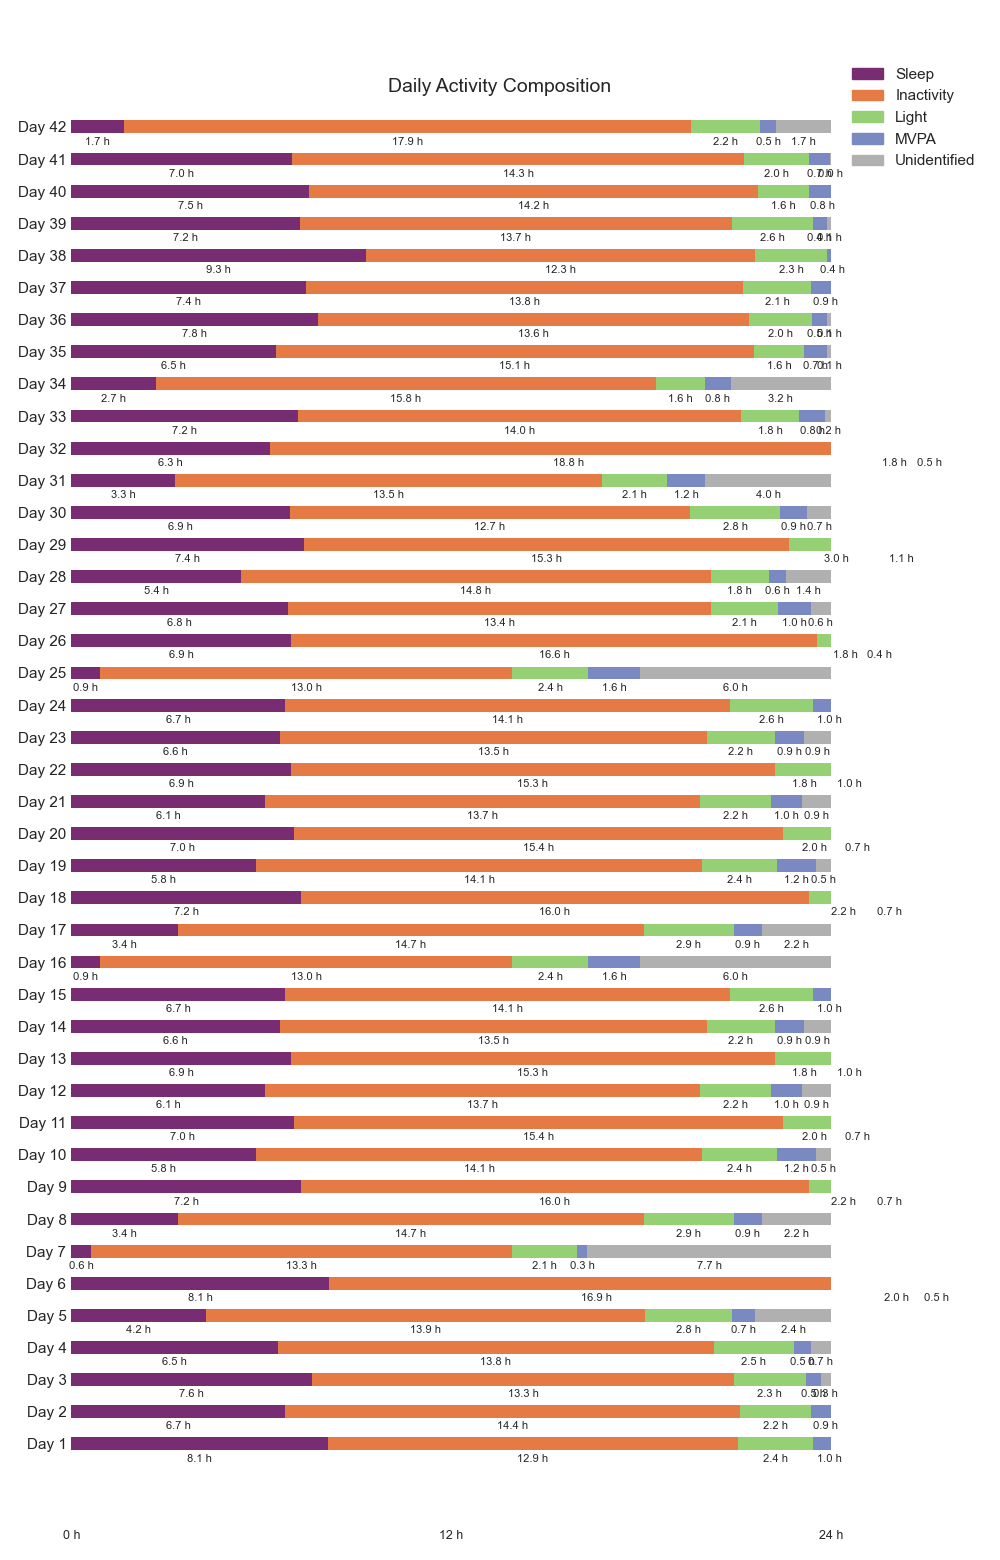 Daily Activity Composition
Sleep
Inactivity
Light
MVPA
Unidentified
Day 42
1.7 h 17.9 h 2.2 h 0.5 h 1.7 h
Day 41
7.0 h 14.3 h 2.0 h 0.7 h 0.0 h
Day 40
7.5 h 14.2 h 1.6 h 0.8 h
Day 39
7.2 h 13.7 h 2.6 h 0.4 h 0.1 h
Day 38
9.3 h 12.3 h 2.3 h 0.4 h
Day 37
7.4 h 13.8 h 2.1 h 0.9 h
Day 36
7.8 h 13.6 h 2.0 h 0.5 h 0.1 h
Day 35
6.5 h 15.1 h 1.6 h 0.7 h 0.1 h
Day 34
2.7 h 15.8 h 1.6 h 0.8 h 3.2 h
Day 33
7.2 h 14.0 h 1.8 h 0.8 h 0.2 h
Day 32
6.3 h 18.8 h 1.8 h 0.5 h
Day 31
3.3 h 13.5 h 2.1 h 1.2 h 4.0 h
Day 30
6.9 h 12.7 h 2.8 h 0.9 h 0.7 h
Day 29
7.4 h 15.3 h 3.0 h 1.1 h
Day 28
5.4 h 14.8 h 1.8 h 0.6 h 1.4 h
Day 27
6.8 h 13.4 h 2.1 h 1.0 h 0.6 h
Day 26
6.9 h 16.6 h 1.8 h 0.4 h
Day 25
0.9 h 13.0 h 2.4 h 1.6 h 6.0 h
Day 24
6.7 h 14.1 h 2.6 h 1.0 h
Day 23
6.6 h 13.5 h 2.2 h 0.9 h 0.9 h
Day 22
6.9 h 15.3 h 1.8 h 1.0 h
Day 21
6.1 h 13.7 h 2.2 h 1.0 h 0.9 h
Day 20
7.0 h 15.4 h 2.0 h 0.7 h
Day 19
5.8 h 14.1 h 2.4 h 1.2 h 0.5 h
Day 18
7.2 h 16.0 h 2.2 h 0.7 h
Day 17
3.4 h 14.7 h 2.9 h 0.9 h 2.2 h
Day 16
0.9 h 13.0 h 2.4 h 1.6 h 6.0 h
Day 15
6.7 h 14.1 h 2.6 h 1.0 h
Day 14
6.6 h 13.5 h 2.2 h 0.9 h 0.9 h
Day 13
6.9 h 15.3 h 1.8 h 1.0 h
Day 12
6.1 h 13.7 h 2.2 h 1.0 h 0.9 h
Day 11
7.0 h 15.4 h 2.0 h 0.7 h
Day 10
5.8 h 14.1 h 2.4 h 1.2 h 0.5 h
Day 9
7.2 h 16.0 h 2.2 h 0.7 h
Day 8
3.4 h 14.7 h 2.9 h 0.9 h 2.2 h
Day 7
0.6 h 13.3 h 2.1 h 0.3 h 7.7 h
Day 6
8.1 h 16.9 h 2.0 h 0.5 h
Day 5
4.2 h 13.9 h 2.8 h 0.7 h 2.4 h
Day 4
6.5 h 13.8 h 2.5 h 0.5 h 0.7 h
Day 3
7.6 h 13.3 h 2.3 h 0.5 h 0.3 h
Day 2
6.7 h 14.4 h 2.2 h 0.9 h
Day 1
8.1 h 12.9 h 2.4 h 1.0 h
0 h 12 h 24 h